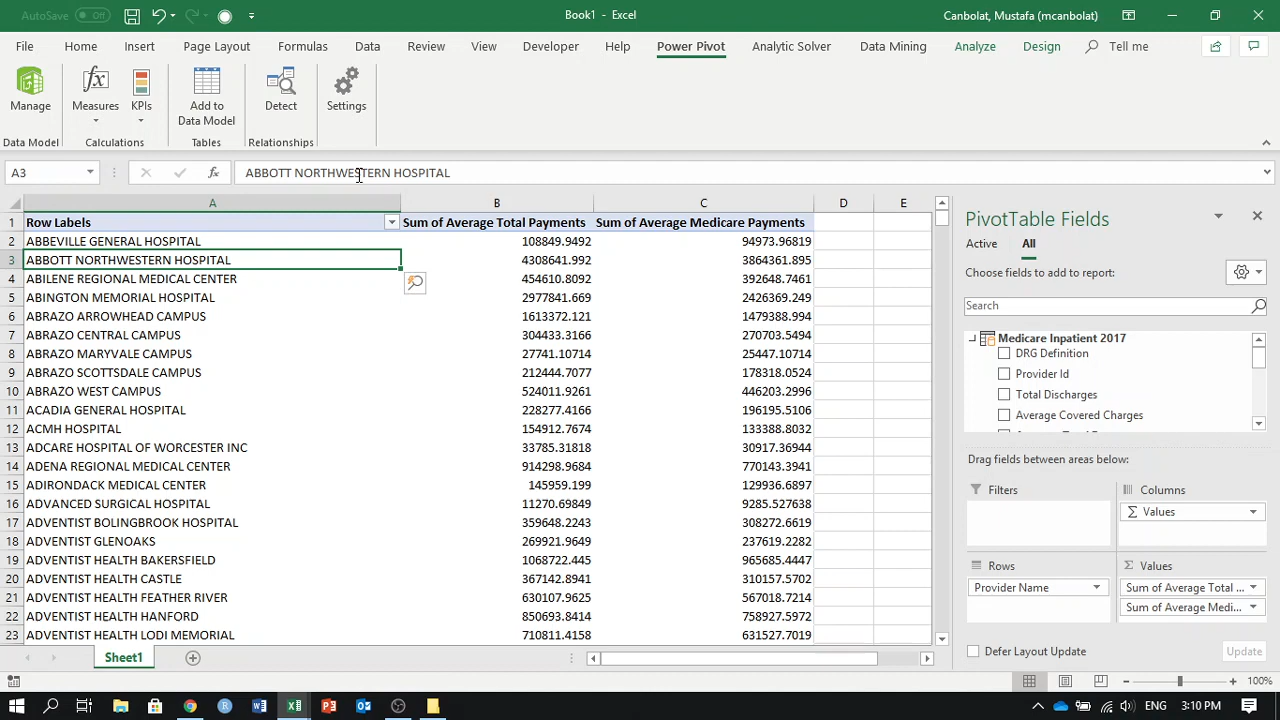 AutoSave Off Book1 - Excel Canbolat, Mustafa (mcanbolat)
File Home Insert Page Layout Formulas Data Review View Developer Help Power Pivot Analytic Solver Data Mining Analyze Design Tell me
Manage Measures KPIs Add to Data Model Detect Settings
Data Model Calculations Tables Relationships
A3 fx ABBOTT NORTHWESTERN HOSPITAL
A B C D E
1 Row Labels Sum of Average Total Payments Sum of Average Medicare Payments
2 ABBEVILLE GENERAL HOSPITAL 108849.9492 94973.96819
3 ABBOTT NORTHWESTERN HOSPITAL 4308641.992 3864361.895
4 ABILENE REGIONAL MEDICAL CENTER 454610.8092 392648.7461
5 ABINGTON MEMORIAL HOSPITAL 2977841.669 2426369.249
6 ABRAZO ARROWHEAD CAMPUS 1613372.121 1479388.994
7 ABRAZO CENTRAL CAMPUS 304433.3166 270703.5494
8 ABRAZO MARYVALE CAMPUS 27741.10714 25447.10714
9 ABRAZO SCOTTSDALE CAMPUS 212444.7077 178318.0524
10 ABRAZO WEST CAMPUS 524011.9261 446203.2996
11 ACADIA GENERAL HOSPITAL 228277.4166 196195.5106
12 ACMH HOSPITAL 154912.7674 133388.8032
13 ADCARE HOSPITAL OF WORCESTER INC 33785.31818 30917.36944
14 ADENA REGIONAL MEDICAL CENTER 914298.9684 770143.3941
15 ADIRONDACK MEDICAL CENTER 145959.199 129936.6897
16 ADVANCED SURGICAL HOSPITAL 11270.69849 9285.527638
17 ADVENTIST BOLINGBROOK HOSPITAL 359648.2243 308272.6619
18 ADVENTIST GLENOAKS 269921.9649 237619.2282
19 ADVENTIST HEALTH BAKERSFIELD 1068722.445 965685.4447
20 ADVENTIST HEALTH CASTLE 367142.8941 310157.5702
21 ADVENTIST HEALTH FEATHER RIVER 630107.9625 567018.7214
22 ADVENTIST HEALTH HANFORD 850693.8414 758927.5972
23 ADVENTIST HEALTH LODI MEMORIAL 710811.4158 631527.7019
Sheet1
PivotTable Fields
Active All
Choose fields to add to report:
Search
Medicare Inpatient 2017
DRG Definition
Provider Id
Total Discharges
Average Covered Charges
Drag fields between areas below:
Filters Columns
Σ Values
Rows Σ Values
Provider Name Sum of Average Total ...
Sum of Average Medi...
Defer Layout Update Update
100%
ENG 3:10 PM